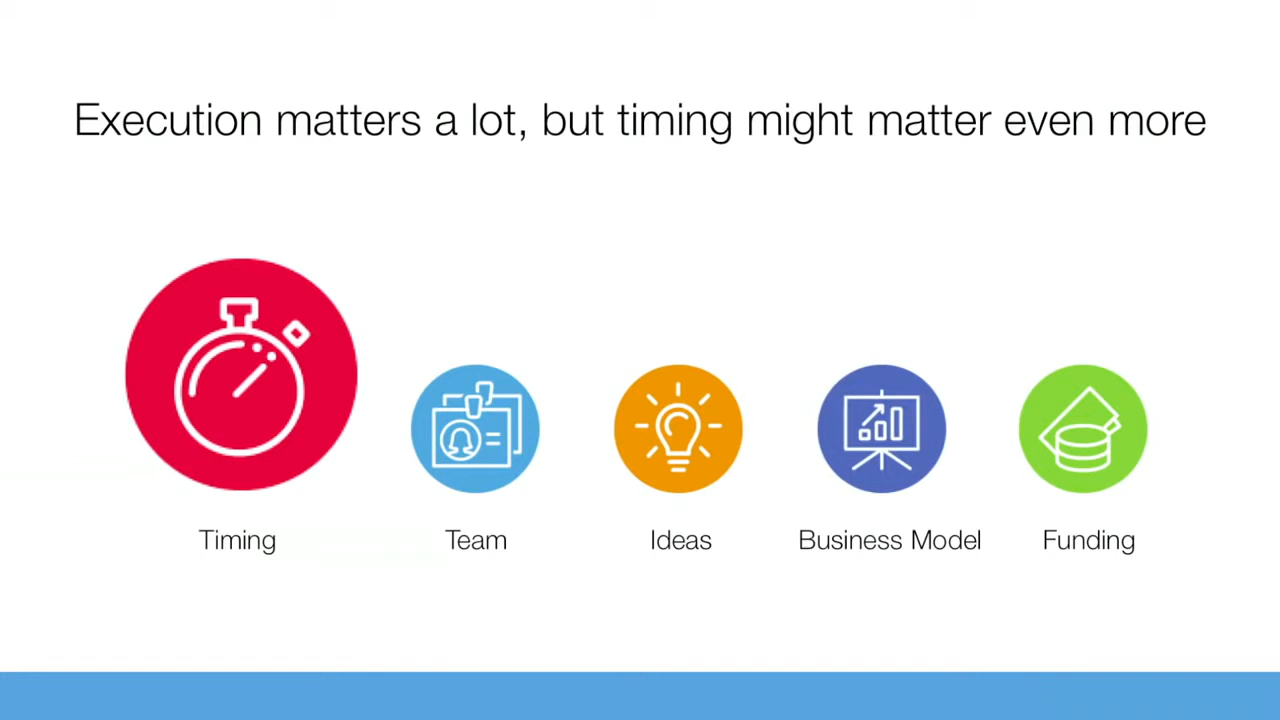 Execution matters a lot, but timing might matter even more
Timing
Team
Ideas
Business Model
Funding